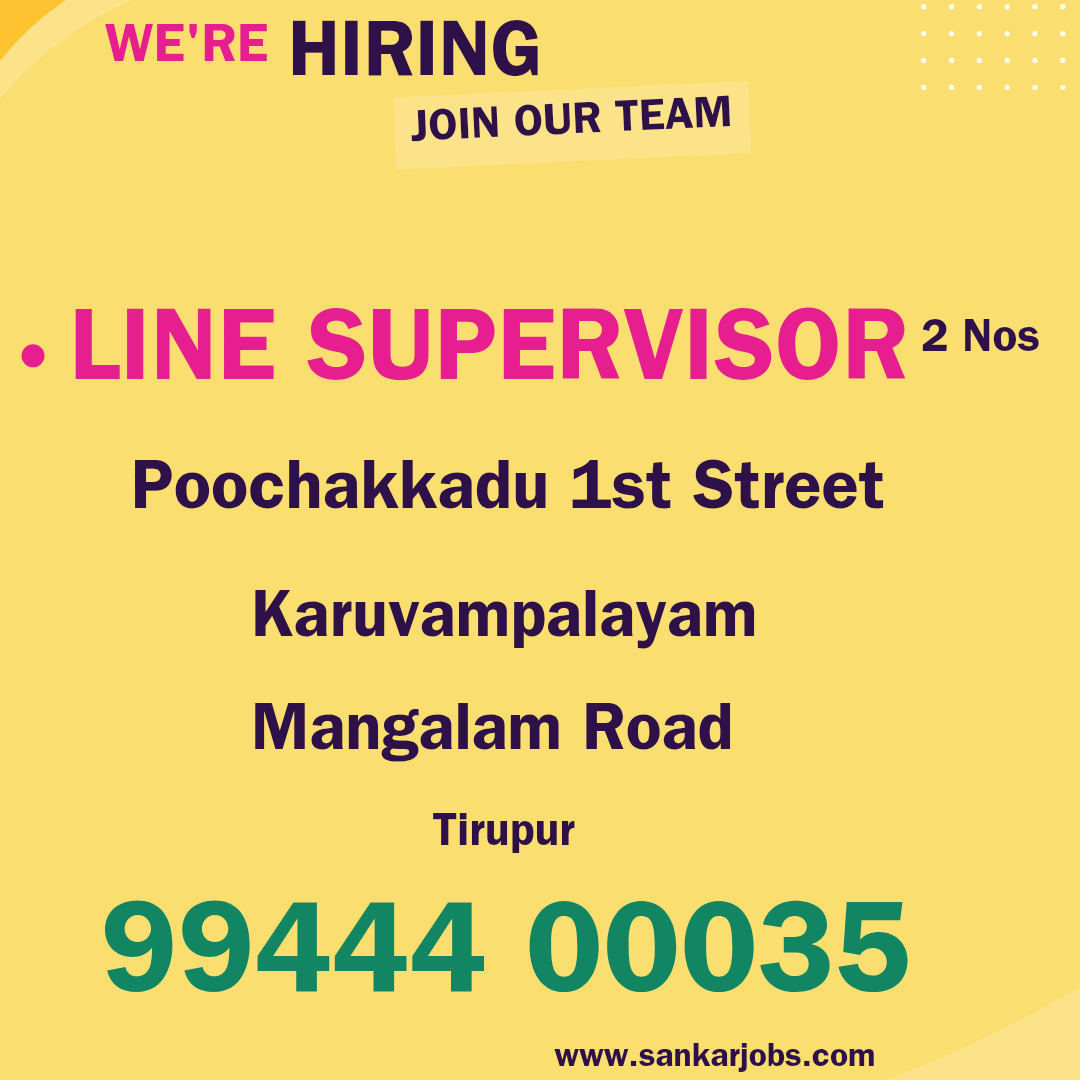 WE'RE HIRING
JOIN OUR TEAM
• LINE SUPERVISOR 2 Nos
Poochakkadu 1st Street
Karuvampalayam
Mangalam Road
Tirupur
99444 00035
www.sankarjobs.com